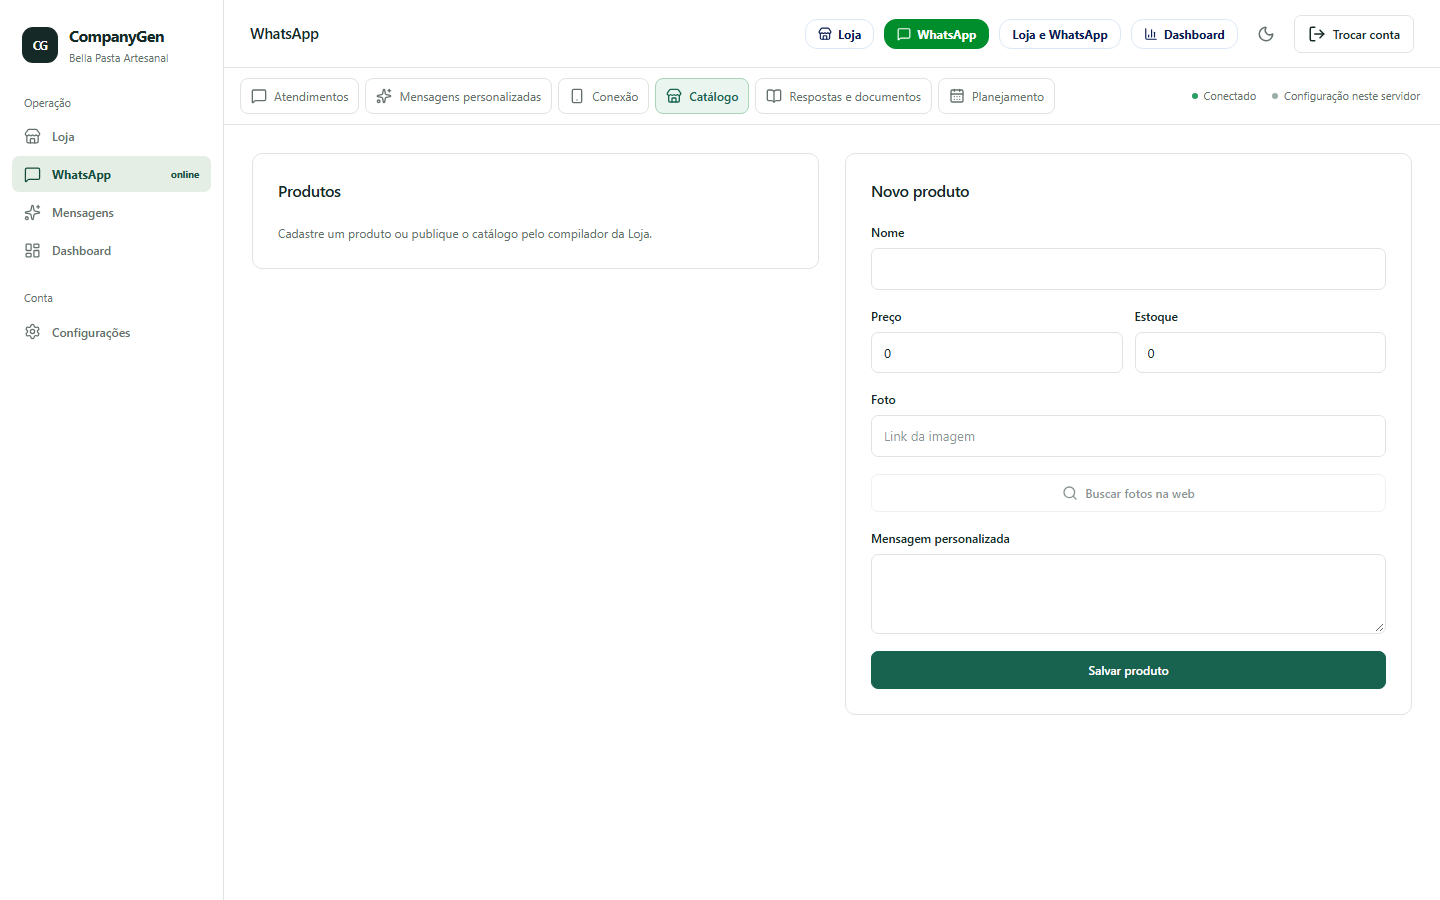 CG
CompanyGen
Bella Pasta Artesanal
Operação
Loja
WhatsApp online
Mensagens
Dashboard
Conta
Configurações
WhatsApp
Loja
WhatsApp
Loja e WhatsApp
Dashboard
Trocar conta
Atendimentos
Mensagens personalizadas
Conexão
Catálogo
Respostas e documentos
Planejamento
Conectado
Configuração neste servidor
Produtos
Cadastre um produto ou publique o catálogo pelo compilador da Loja.
Novo produto
Nome
Preço
Estoque
0
0
Foto
Link da imagem
Buscar fotos na web
Mensagem personalizada
Salvar produto